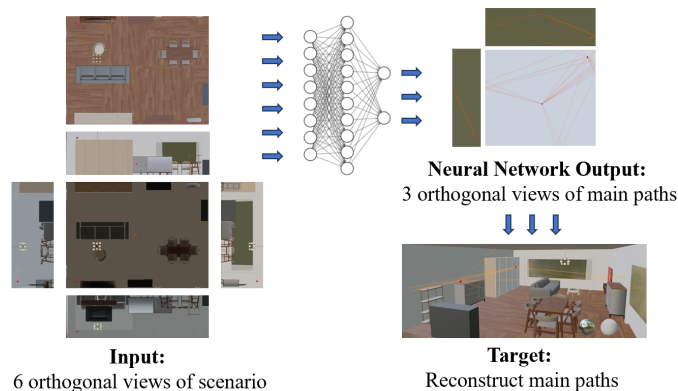 Neural Network Output:
3 orthogonal views of main paths
Input:
6 orthogonal views of scenario
Target:
Reconstruct main paths